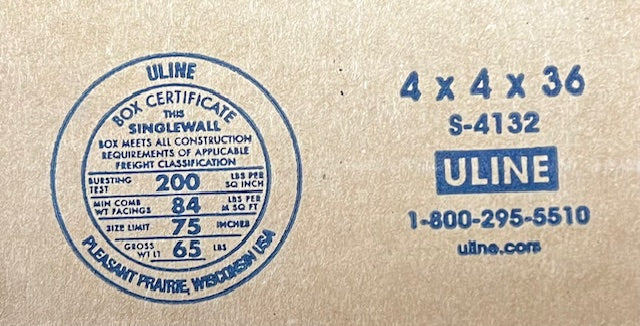 ULINE
BOX CERTIFICATE
THIS
SINGLEWALL
BOX MEETS ALL CONSTRUCTION
REQUIREMENTS OF APPLICABLE
FREIGHT CLASSIFICATION
BURSTING TEST 200 LBS PER SQ INCH
MIN COMB WT FACINGS 84 LBS PER M SQ FT
SIZE LIMIT 75 INCHES
GROSS WT LT 65 LBS
PLEASANT PRAIRIE, WISCONSIN USA
4 x 4 x 36
S-4132
ULINE
1-800-295-5510
uline.com